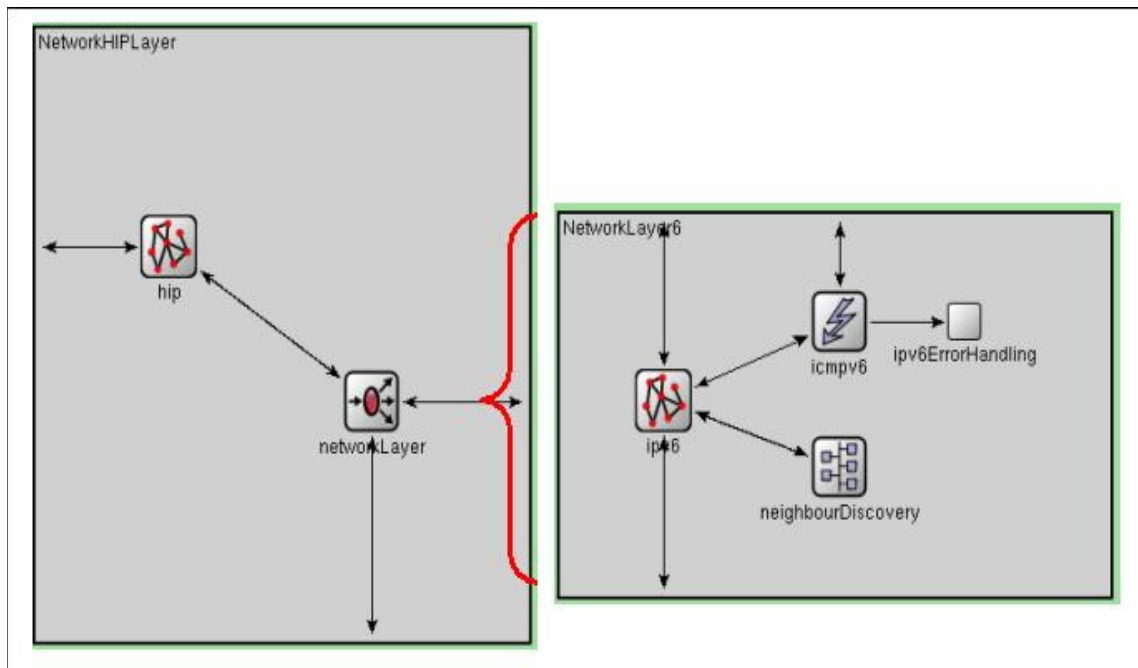 NetworkHIPLayer
hip
networkLayer
NetworkLayer6
icmpv6
ipv6ErrorHandling
ipv6
neighbourDiscovery